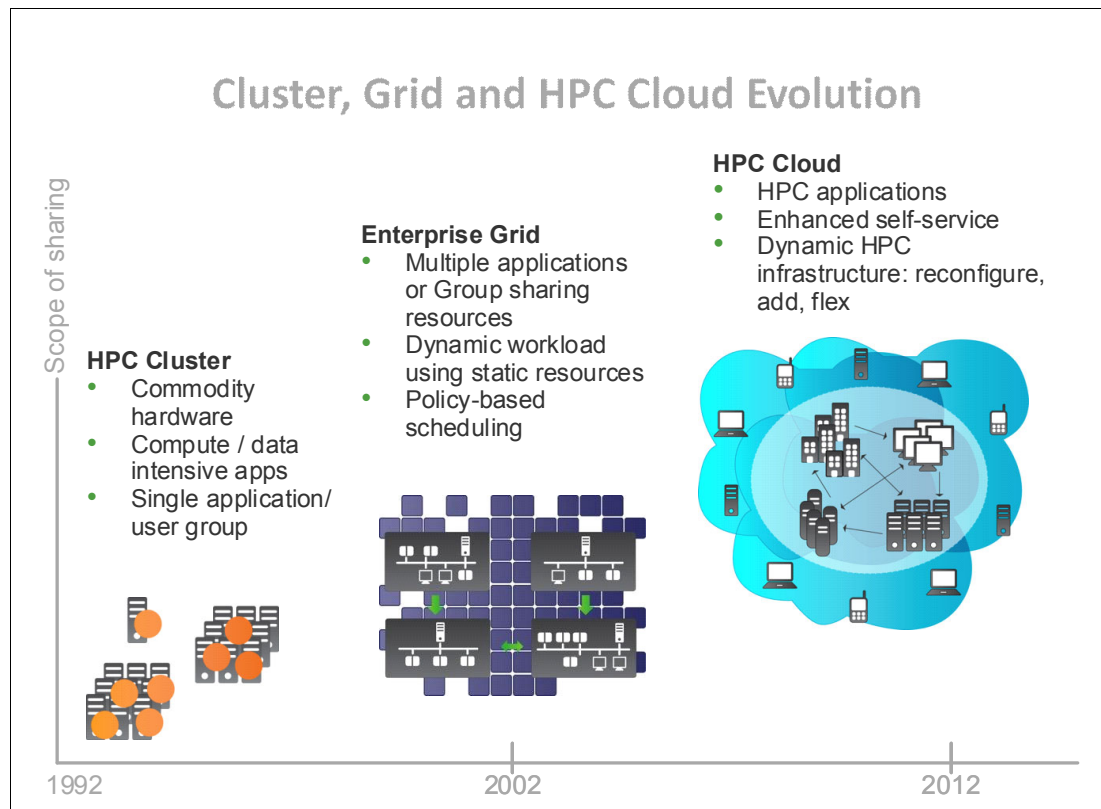 Cluster, Grid and HPC Cloud Evolution
Scope of sharing
HPC Cluster
• Commodity
hardware
• Compute / data
intensive apps
• Single application/
user group
Enterprise Grid
• Multiple applications
or Group sharing
resources
• Dynamic workload
using static resources
• Policy-based
scheduling
HPC Cloud
• HPC applications
• Enhanced self-service
• Dynamic HPC
infrastructure: reconfigure,
add, flex
1992
2002
2012